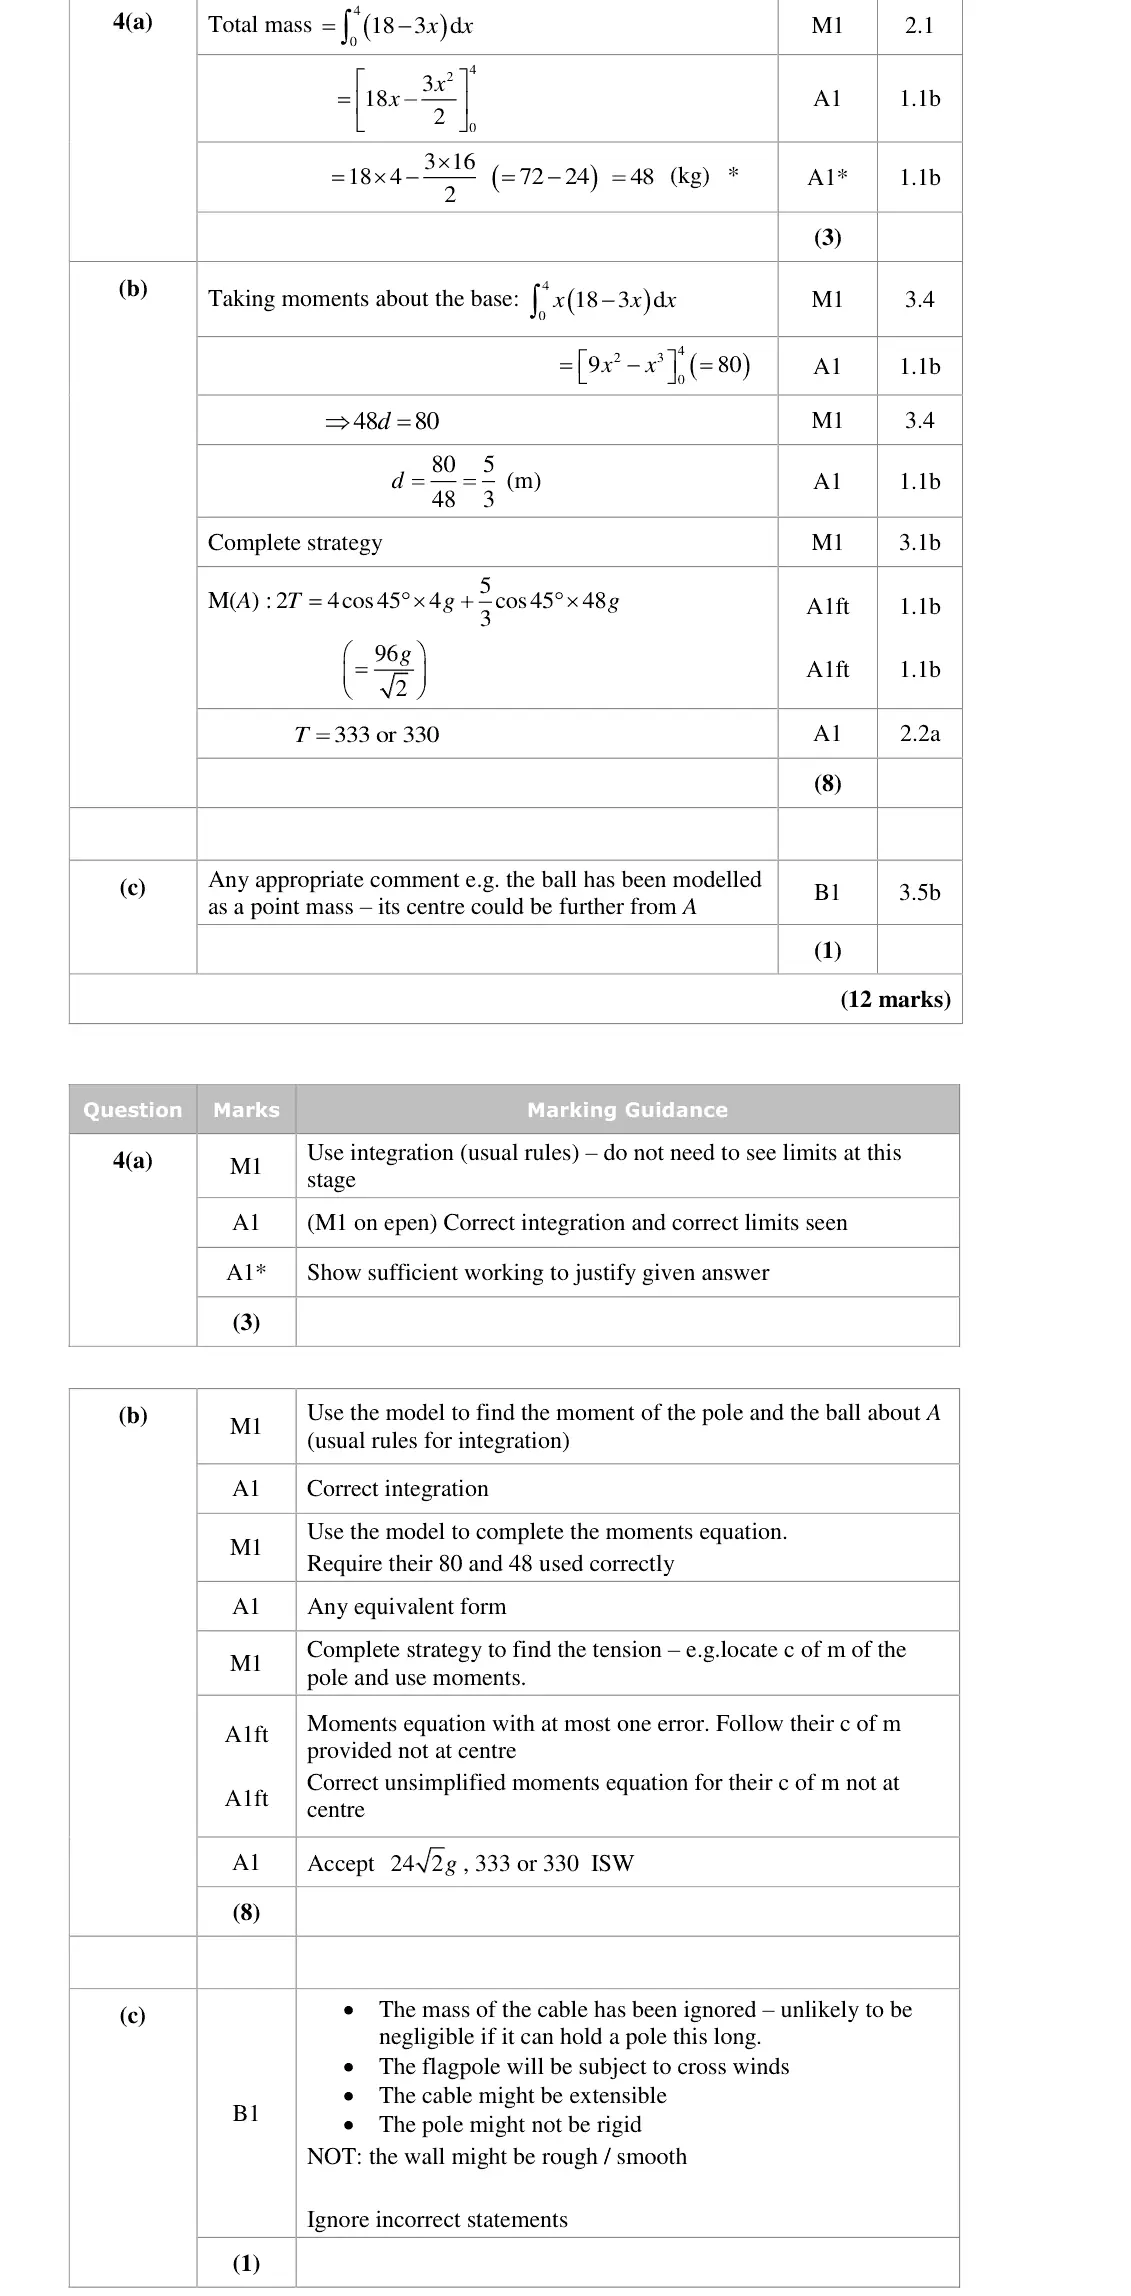 4(a) Total mass = ∫₀⁴ (18 − 3x) dx M1 2.1
= [18x − 3x²/2]₀⁴ A1 1.1b
= 18 × 4 − (3×16)/2 (= 72 − 24) = 48 (kg) * A1* 1.1b
(3)
(b) Taking moments about the base: ∫₀⁴ x(18 − 3x) dx M1 3.4
= [9x² − x³]₀⁴ (= 80) A1 1.1b
⇒ 48d = 80 M1 3.4
d = 80/48 = 5/3 (m) A1 1.1b
Complete strategy M1 3.1b
M(A) : 2T = 4 cos 45° × 4g + 5/3 cos 45° × 48g A1ft 1.1b
(= 96g/√2) A1ft 1.1b
T = 333 or 330 A1 2.2a
(8)
(c) Any appropriate comment e.g. the ball has been modelled
as a point mass – its centre could be further from A B1 3.5b
(1)
(12 marks)
Question Marks Marking Guidance
4(a) M1 Use integration (usual rules) – do not need to see limits at this
stage
A1 (M1 on epen) Correct integration and correct limits seen
A1* Show sufficient working to justify given answer
(3)
(b) M1 Use the model to find the moment of the pole and the ball about A
(usual rules for integration)
A1 Correct integration
M1 Use the model to complete the moments equation.
Require their 80 and 48 used correctly
A1 Any equivalent form
M1 Complete strategy to find the tension – e.g.locate c of m of the
pole and use moments.
A1ft Moments equation with at most one error. Follow their c of m
provided not at centre
A1ft Correct unsimplified moments equation for their c of m not at
centre
A1 Accept 24√2g , 333 or 330 ISW
(8)
(c) B1 • The mass of the cable has been ignored – unlikely to be
negligible if it can hold a pole this long.
• The flagpole will be subject to cross winds
• The cable might be extensible
• The pole might not be rigid
NOT: the wall might be rough / smooth
Ignore incorrect statements
(1)